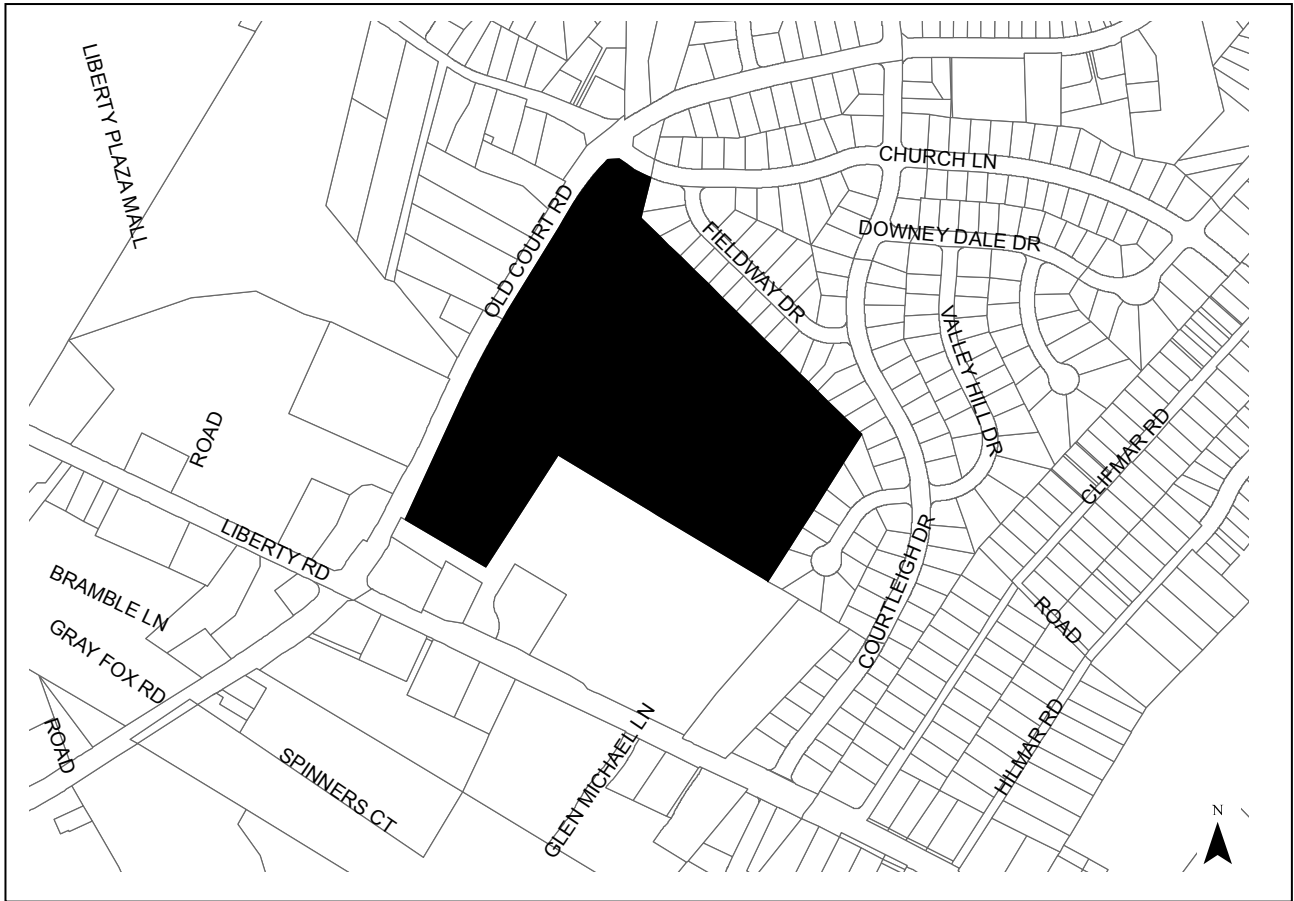 LIBERTY PLAZA MALL
OLD COURT RD
CHURCH LN
DOWNEY DALE DR
FIELDWAY DR
VALLEY HILL DR
ROAD
CLIFMAR RD
LIBERTY RD
BRAMBLE LN
GRAY FOX RD
ROAD
COURTLEIGH DR
ROAD
HILMAR RD
GLEN MICHAEL LN
SPINNERS CT
N